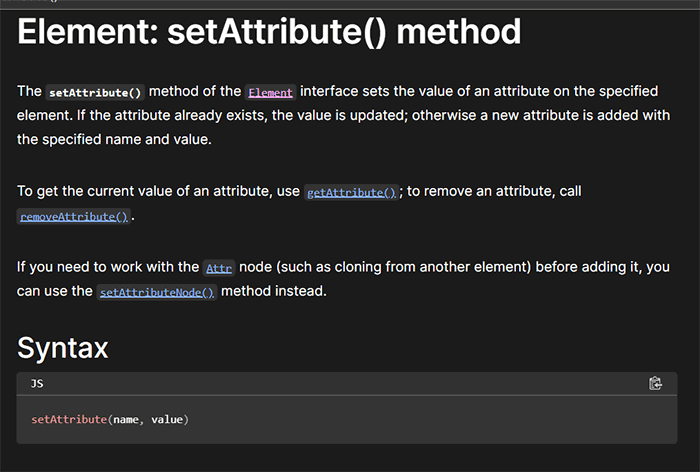 Element: setAttribute() method
The setAttribute() method of the Element interface sets the value of an attribute on the specified
element. If the attribute already exists, the value is updated; otherwise a new attribute is added with
the specified name and value.
To get the current value of an attribute, use getAttribute(); to remove an attribute, call
removeAttribute().
If you need to work with the Attr node (such as cloning from another element) before adding it, you
can use the setAttributeNode() method instead.
Syntax
JS
setAttribute(name, value)